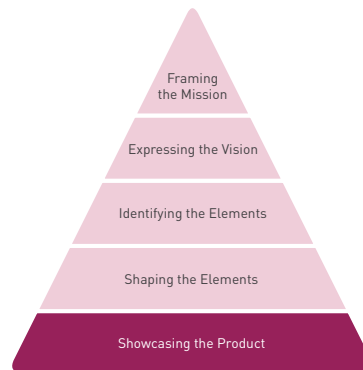 Framing
the Mission
Expressing the Vision
Identifying the Elements
Shaping the Elements
Showcasing the Product